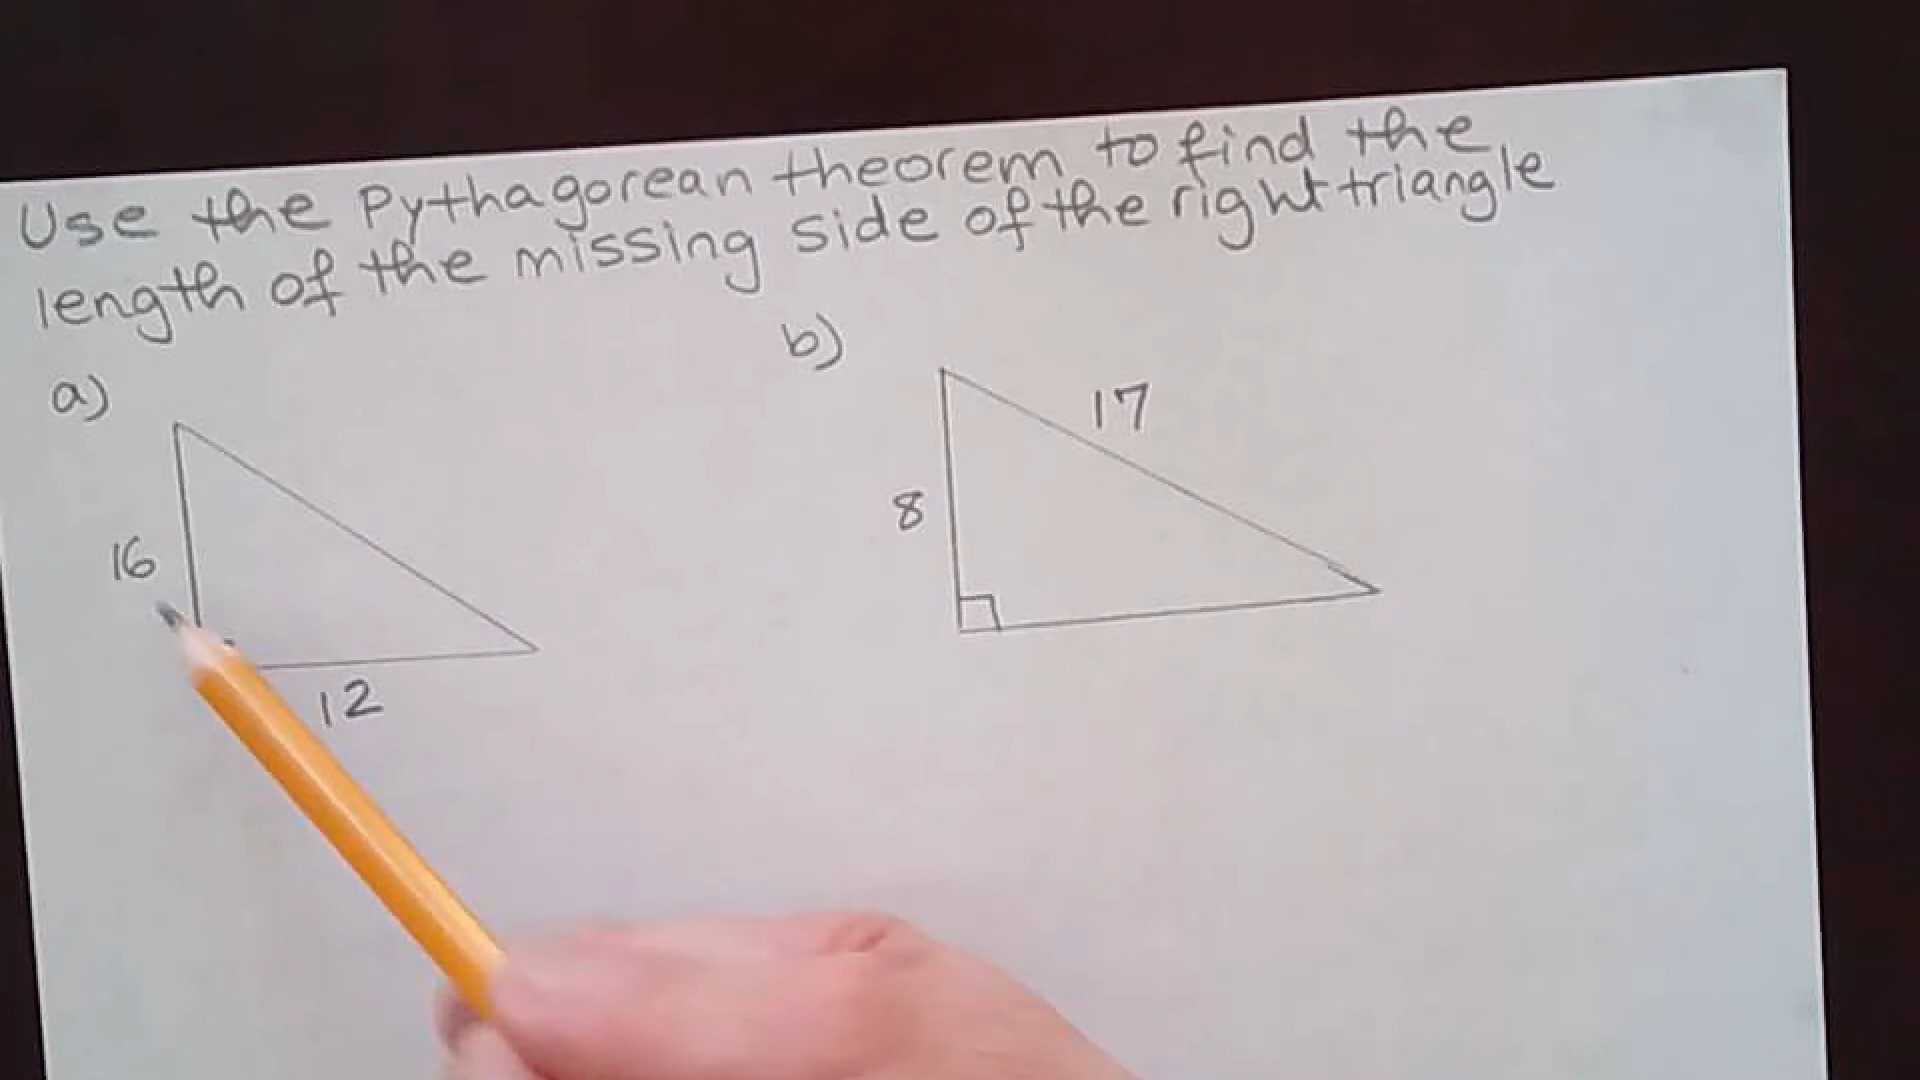 Use the Pythagorean theorem to find the
length of the missing side of the right triangle
a)
b)
16
12
8
17